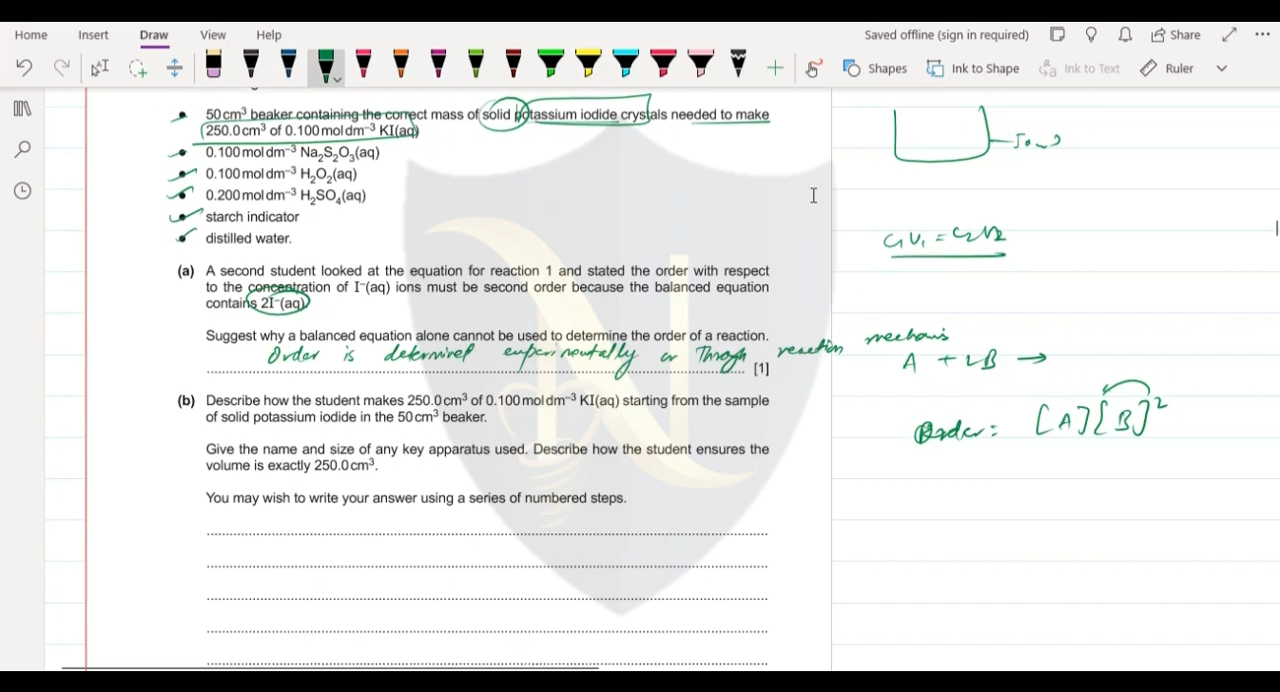 Home Insert Draw View Help Saved offline (sign in required) Share
Shapes Ink to Shape Ink to Text Ruler
50 cm³ beaker containing the correct mass of solid potassium iodide crystals needed to make
250.0 cm³ of 0.100 mol dm⁻³ KI(aq)
0.100 mol dm⁻³ Na₂S₂O₃(aq)
0.100 mol dm⁻³ H₂O₂(aq)
0.200 mol dm⁻³ H₂SO₄(aq)
starch indicator
distilled water.
C₁V₁ = C₂V₂
(a) A second student looked at the equation for reaction 1 and stated the order with respect
to the concentration of I⁻(aq) ions must be second order because the balanced equation
contains 2I⁻(aq).
Suggest why a balanced equation alone cannot be used to determine the order of a reaction.
Order is determined experimentally or Through reaction mechanis
[1]
A + 2B →
Order: [A][B]²
(b) Describe how the student makes 250.0 cm³ of 0.100 mol dm⁻³ KI(aq) starting from the sample
of solid potassium iodide in the 50 cm³ beaker.
Give the name and size of any key apparatus used. Describe how the student ensures the
volume is exactly 250.0 cm³.
You may wish to write your answer using a series of numbered steps.